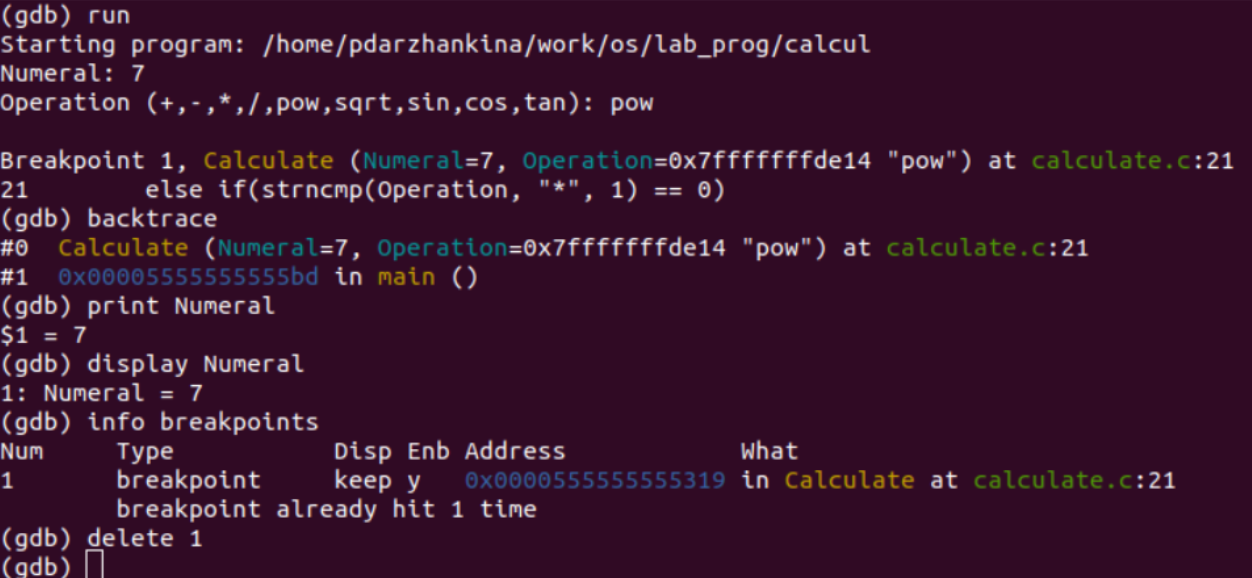 (gdb) run
Starting program: /home/pdarzhankina/work/os/lab_prog/calcul
Numeral: 7
Operation (+,-,*,/,pow,sqrt,sin,cos,tan): pow
Breakpoint 1, Calculate (Numeral=7, Operation=0x7fffffffde14 "pow") at calculate.c:21
21        else if(strncmp(Operation, "*", 1) == 0)
(gdb) backtrace
#0  Calculate (Numeral=7, Operation=0x7fffffffde14 "pow") at calculate.c:21
#1  0x00005555555555bd in main ()
(gdb) print Numeral
$1 = 7
(gdb) display Numeral
1: Numeral = 7
(gdb) info breakpoints
Num     Type           Disp Enb Address            What
1       breakpoint     keep y   0x0000555555555319 in Calculate at calculate.c:21
        breakpoint already hit 1 time
(gdb) delete 1
(gdb)